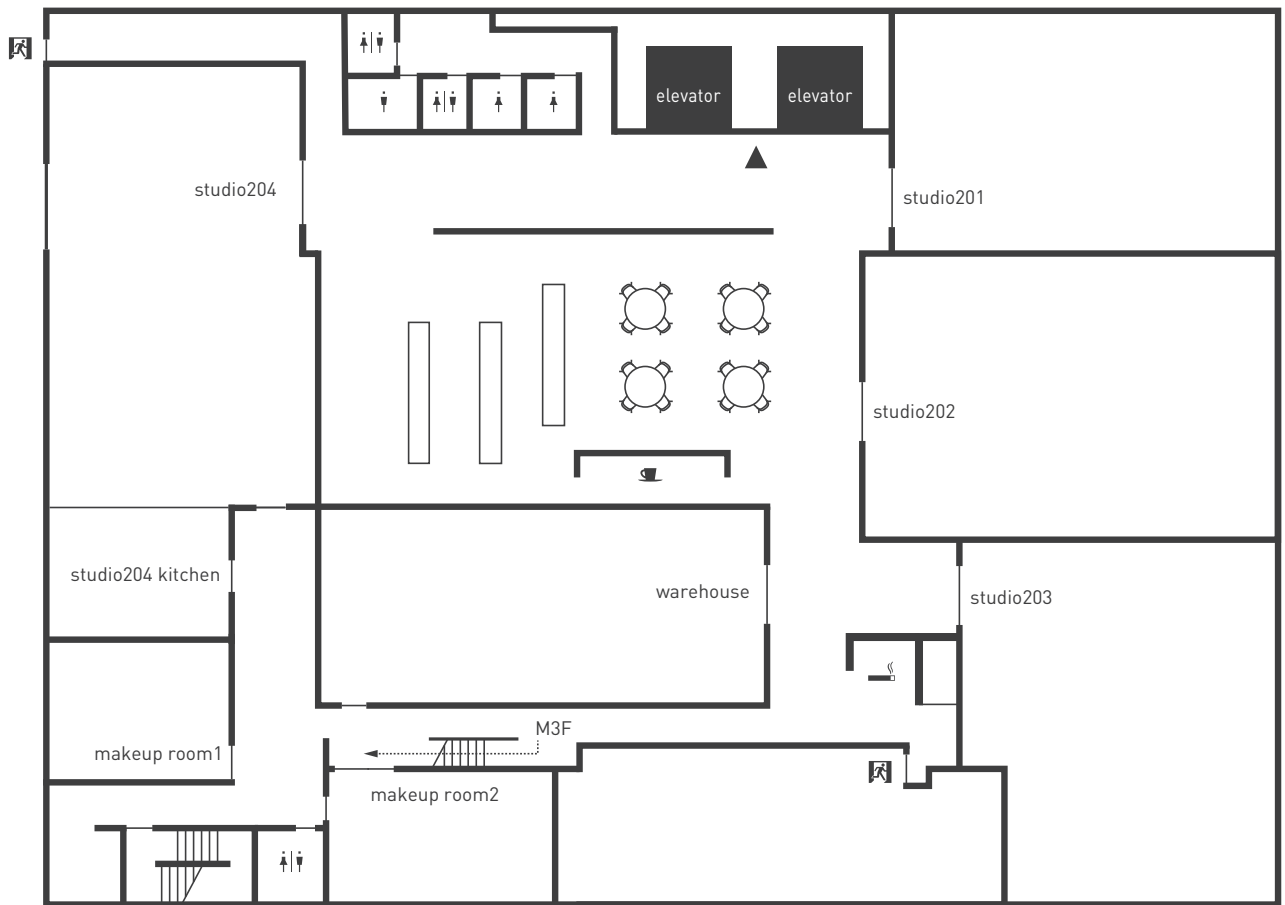 elevator
elevator
studio204
studio201
studio202
studio204 kitchen
warehouse
studio203
M3F
makeup room1
makeup room2